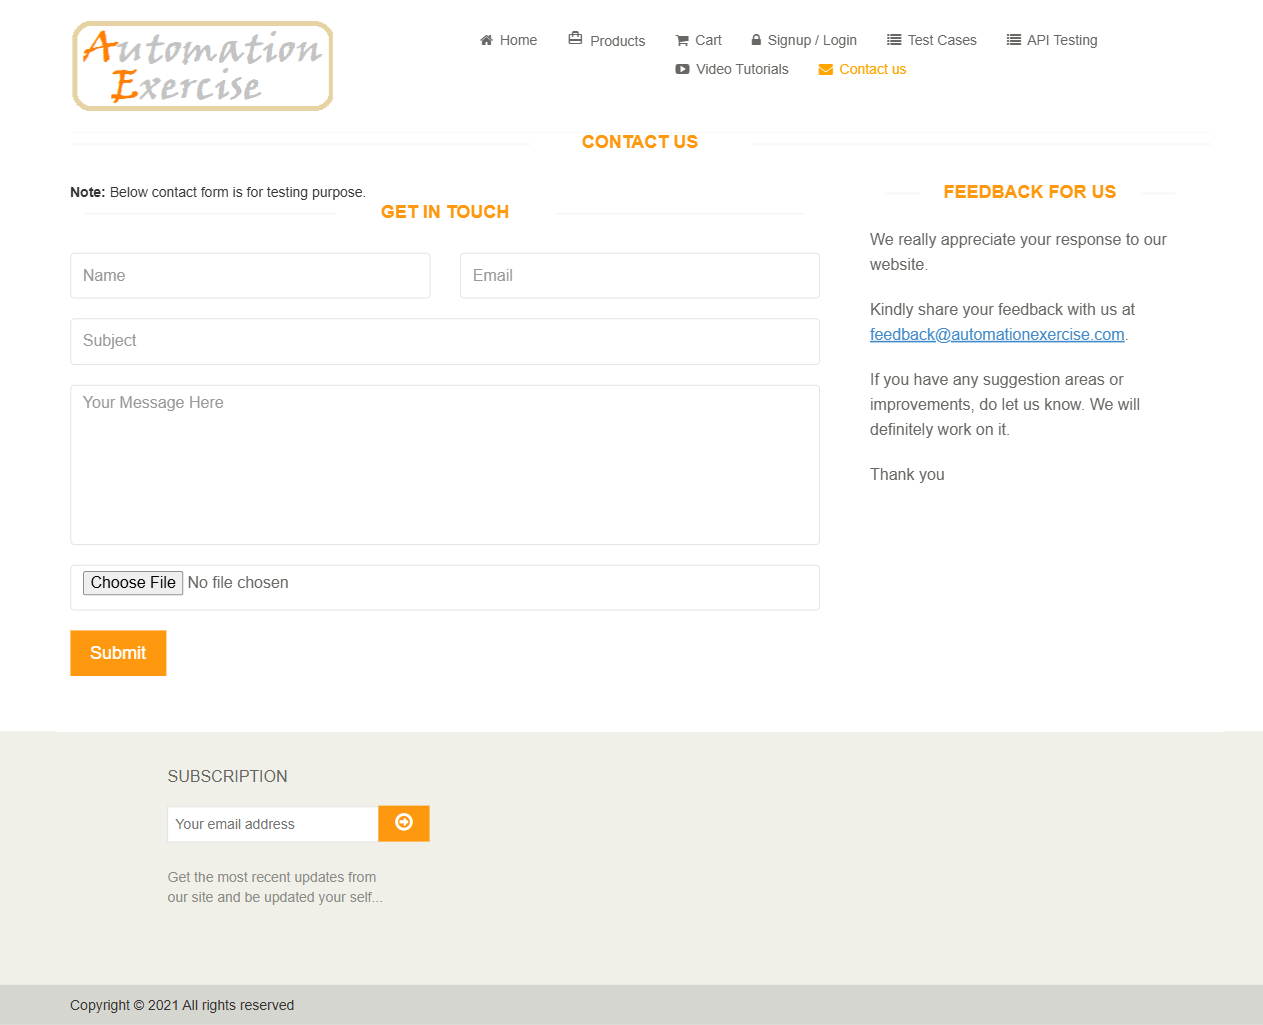 Automation
Exercise
Home
Products
Cart
Signup / Login
Test Cases
API Testing
Video Tutorials
Contact us
CONTACT US
Note: Below contact form is for testing purpose.
GET IN TOUCH
Name
Email
Subject
Your Message Here
Choose File No file chosen
Submit
FEEDBACK FOR US
We really appreciate your response to our
website.
Kindly share your feedback with us at
feedback@automationexercise.com.
If you have any suggestion areas or
improvements, do let us know. We will
definitely work on it.
Thank you
SUBSCRIPTION
Your email address
Get the most recent updates from
our site and be updated your self...
Copyright © 2021 All rights reserved